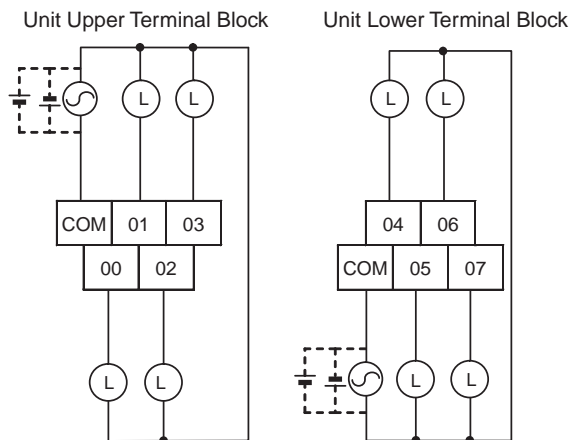 Unit Upper Terminal Block
L L
COM 01 03
00 02
L L
Unit Lower Terminal Block
L L
04 06
COM 05 07
L L